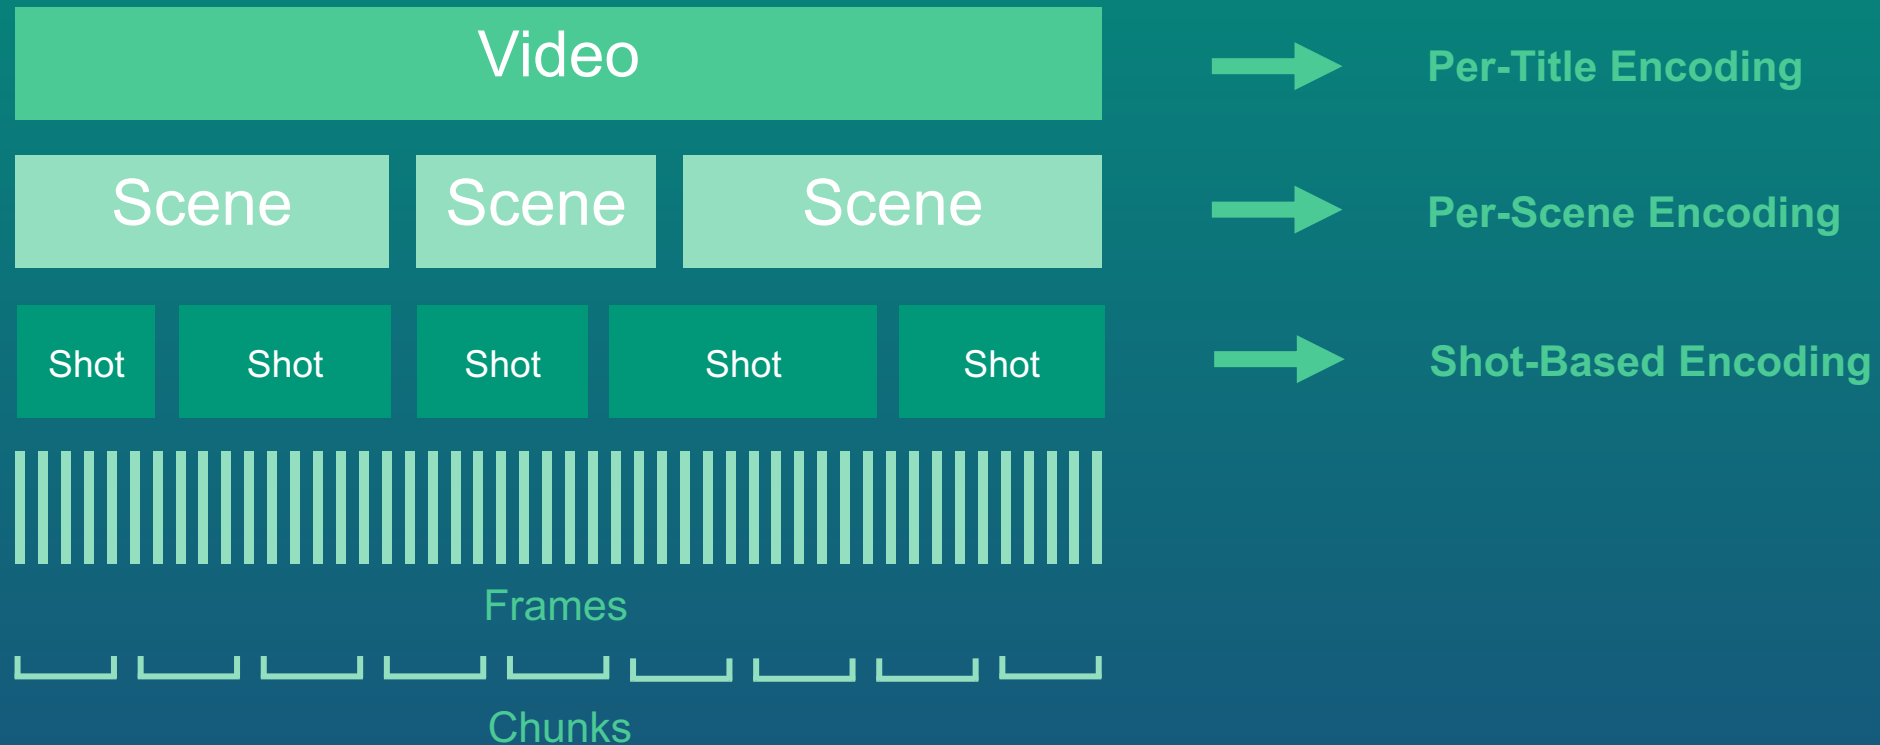 Video
Per-Title Encoding
Scene Scene Scene
Per-Scene Encoding
Shot Shot Shot Shot Shot
Shot-Based Encoding
Frames
Chunks